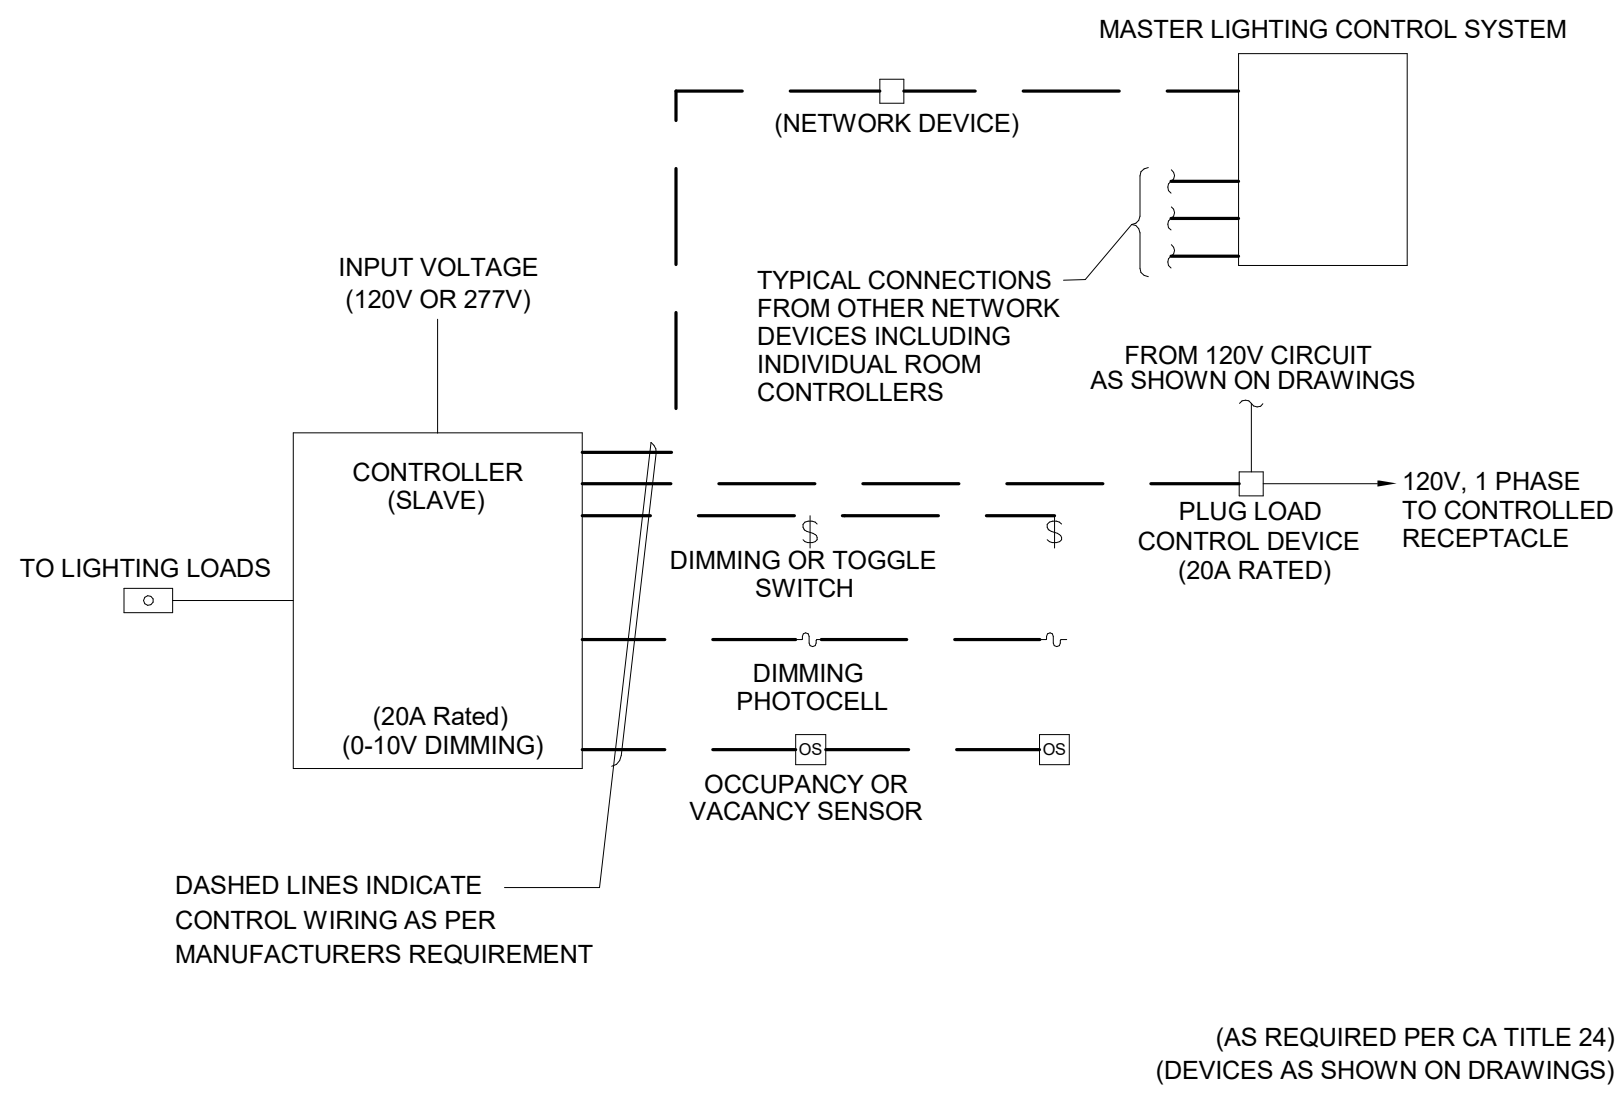 MASTER LIGHTING CONTROL SYSTEM
(NETWORK DEVICE)
INPUT VOLTAGE
(120V OR 277V)
TYPICAL CONNECTIONS
FROM OTHER NETWORK
DEVICES INCLUDING
INDIVIDUAL ROOM
CONTROLLERS
FROM 120V CIRCUIT
AS SHOWN ON DRAWINGS
CONTROLLER
(SLAVE)
120V, 1 PHASE
TO CONTROLLED
RECEPTACLE
PLUG LOAD
CONTROL DEVICE
(20A RATED)
$
$
DIMMING OR TOGGLE
SWITCH
TO LIGHTING LOADS
DIMMING
PHOTOCELL
(20A Rated)
(0-10V DIMMING)
OS
OS
OCCUPANCY OR
VACANCY SENSOR
DASHED LINES INDICATE
CONTROL WIRING AS PER
MANUFACTURERS REQUIREMENT
(AS REQUIRED PER CA TITLE 24)
(DEVICES AS SHOWN ON DRAWINGS)